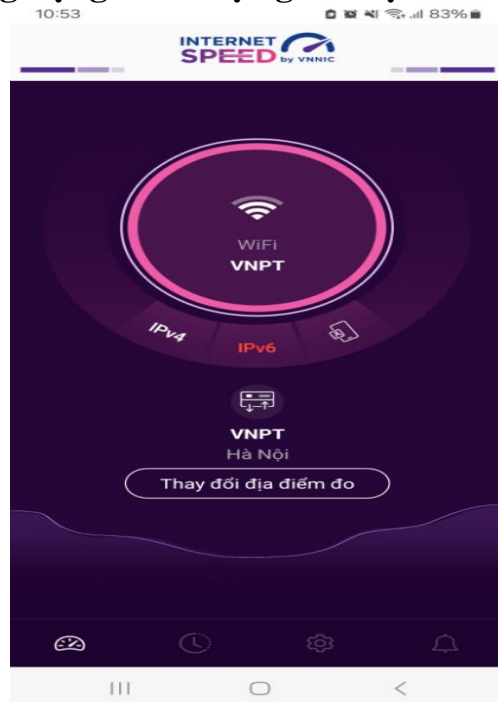 10:53
83%
INTERNET
SPEED by VNNIC
WiFi
VNPT
IPv4
IPv6
VNPT
Hà Nội
Thay đổi địa điểm đo